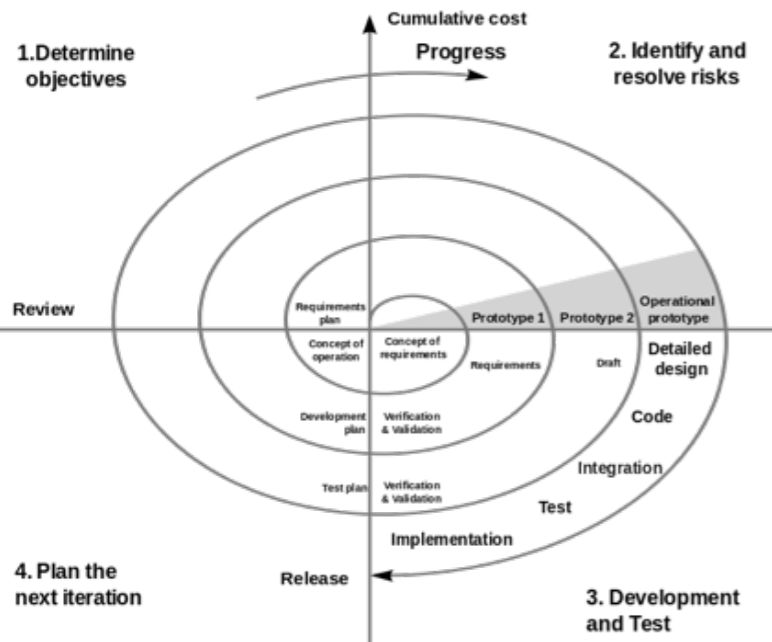 Cumulative cost
Progress
1.Determine
objectives
2. Identify and
resolve risks
Review
Requirements
plan
Prototype 1
Prototype 2
Operational
prototype
Concept of
operation
Concept of
requirements
Requirements
Draft
Detailed
design
Development
plan
Verification
& Validation
Code
Integration
Test plan
Verification
& Validation
Test
Implementation
Release
4. Plan the
next iteration
3. Development
and Test